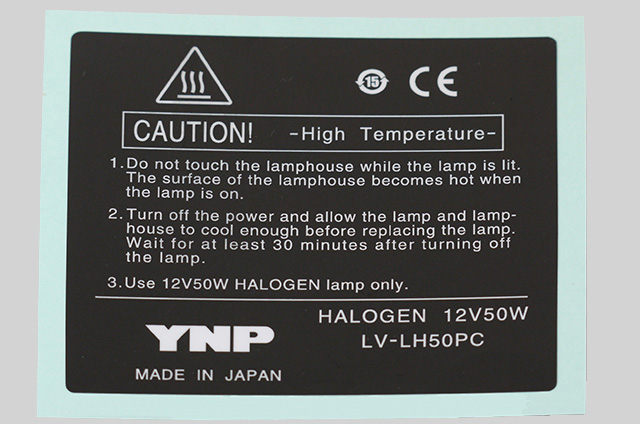 15 CE
CAUTION! -High Temperature-
1.Do not touch the lamphouse while the lamp is lit.
The surface of the lamphouse becomes hot when
the lamp is on.
2.Turn off the power and allow the lamp and lamp-
house to cool enough before replacing the lamp.
Wait for at least 30 minutes after turning off
the lamp.
3.Use 12V50W HALOGEN lamp only.
HALOGEN 12V50W
YNP LV-LH50PC
MADE IN JAPAN